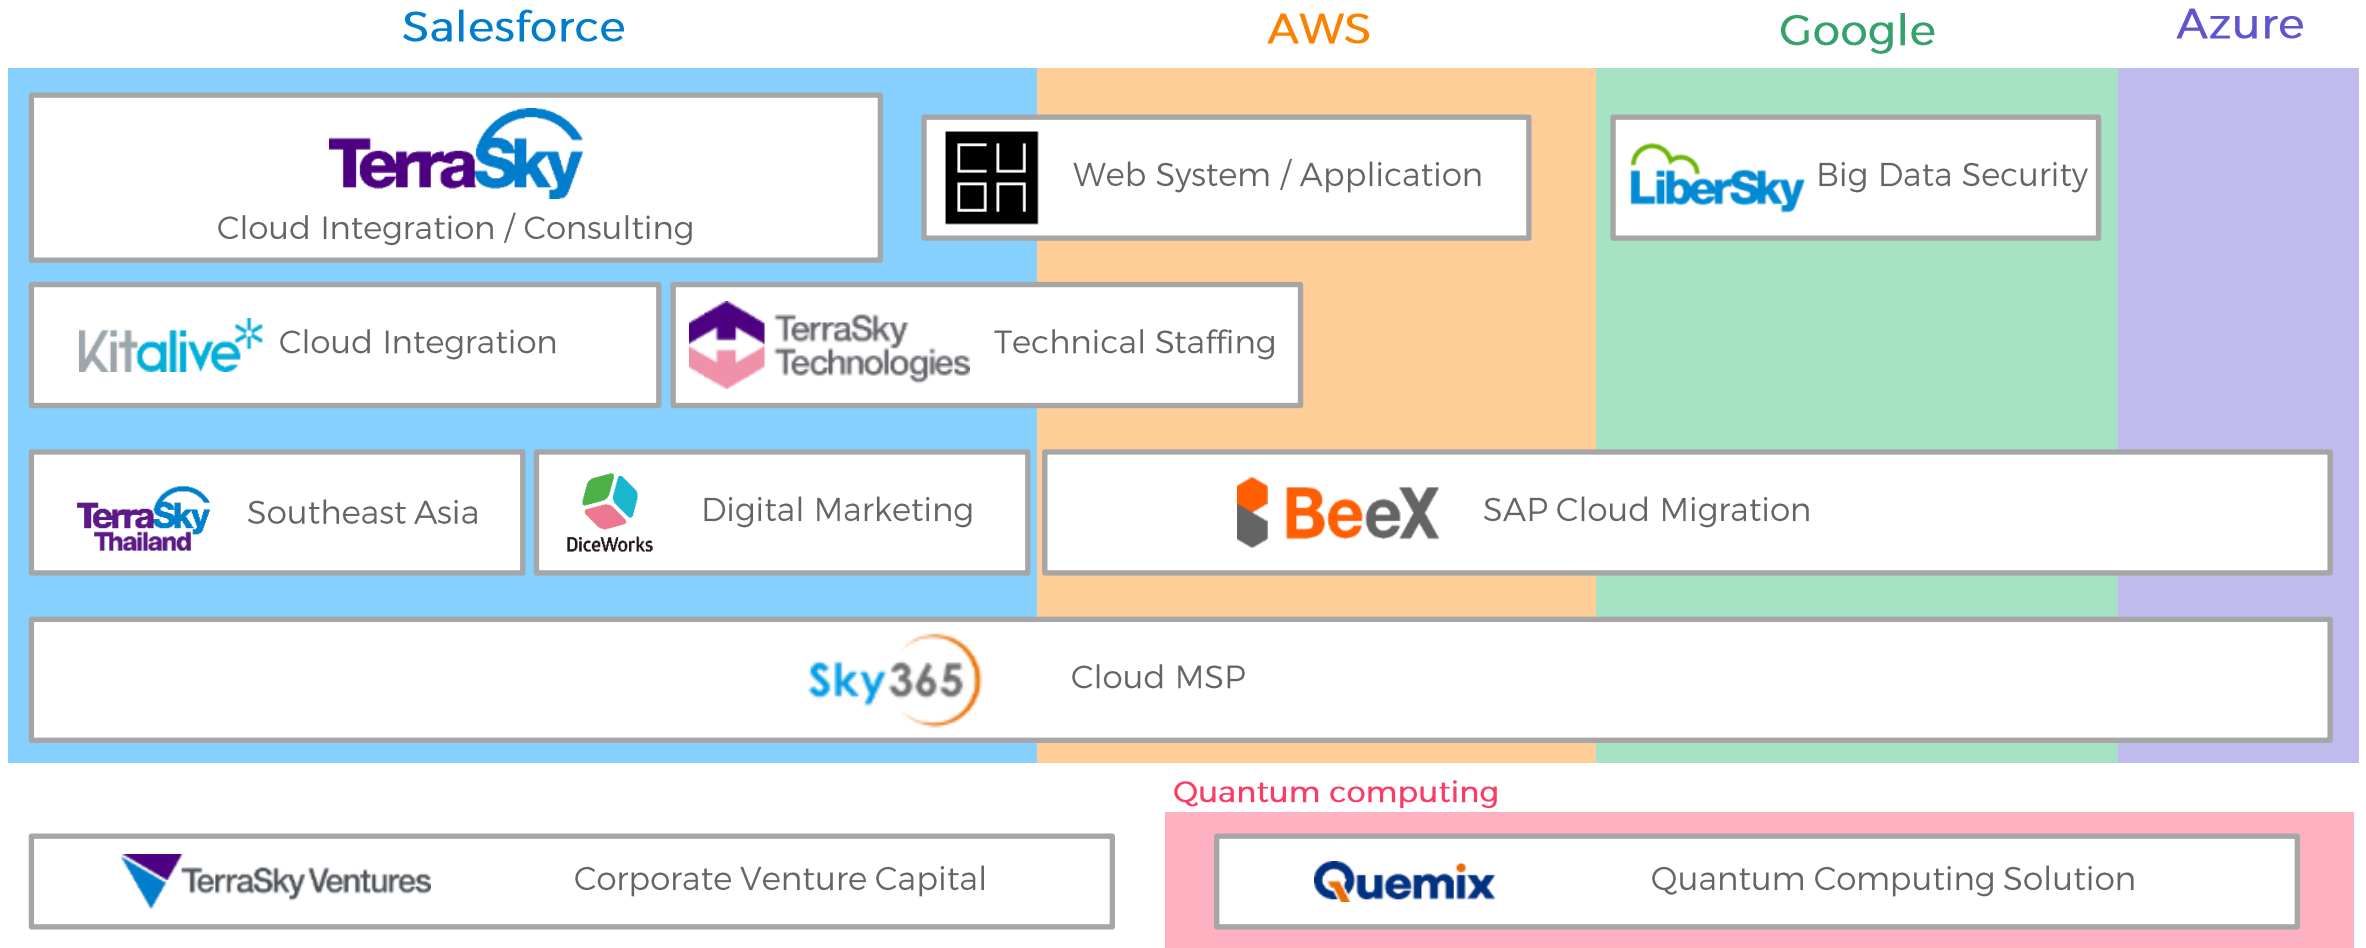 Salesforce
AWS
Google
Azure
TerraSky
Cloud Integration / Consulting
CUON
Web System / Application
LiberSky
Big Data Security
Kitalive
Cloud Integration
TerraSky
Technologies
Technical Staffing
TerraSky
Thailand
Southeast Asia
DiceWorks
Digital Marketing
BeeX
SAP Cloud Migration
Sky365
Cloud MSP
Quantum computing
TerraSky Ventures
Corporate Venture Capital
Quemix
Quantum Computing Solution